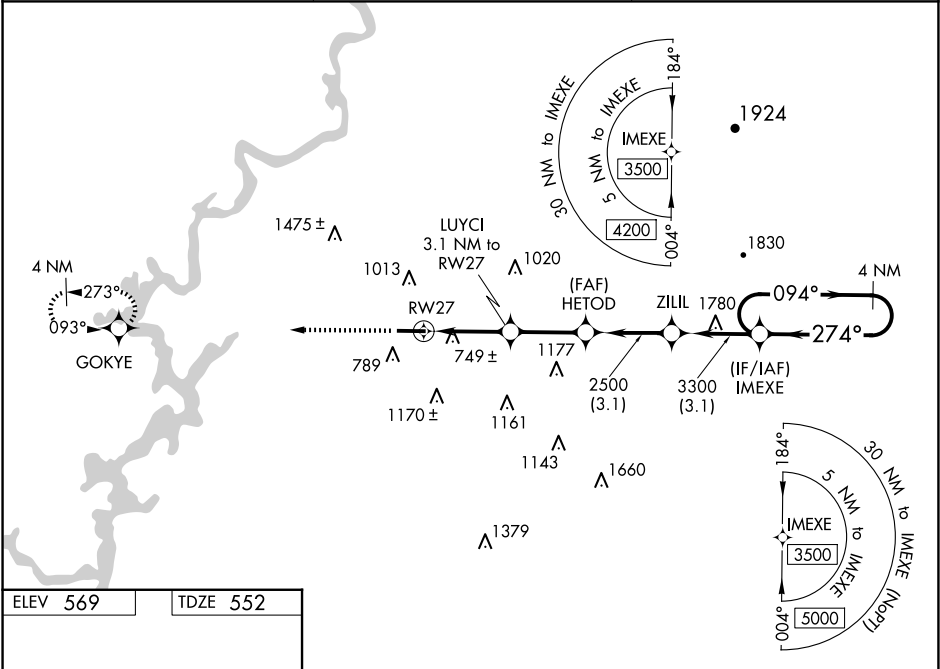 30 NM to IMEXE
5 NM to IMEXE
184°
IMEXE
3500
4200
004°
1924
1830
1475 ±
LUYCI
3.1 NM to
RW27
1020
1013
4 NM
273°
093°
GOKYE
RW27
(FAF)
HETOD
ZILIL
1780
094°
4 NM
274°
789
749 ±
1177
2500
(3.1)
3300
(3.1)
(IF/IAF)
IMEXE
1170 ±
1161
1143
1660
1379
184°
30 NM to IMEXE (NoPT)
5 NM to IMEXE
IMEXE
3500
5000
004°
ELEV 569
TDZE 552